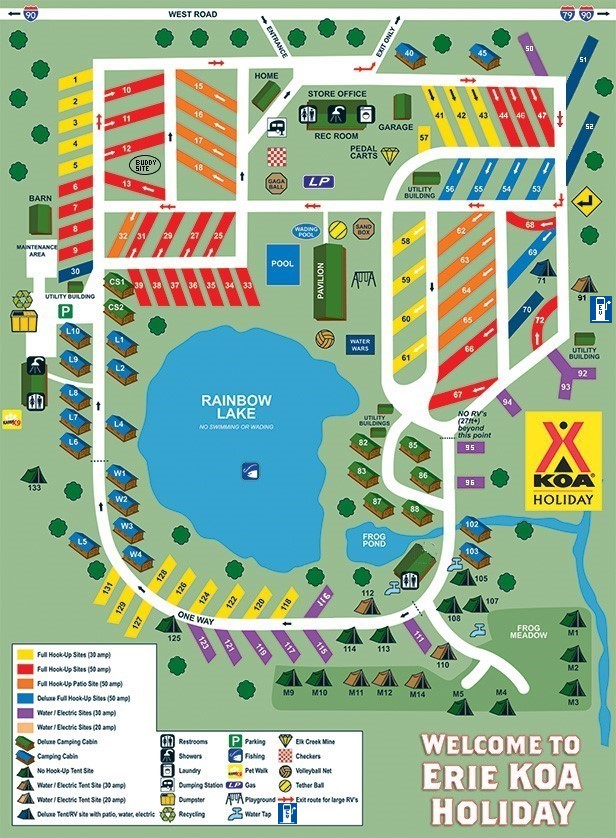 90
WEST ROAD
79 90
ENTRANCE
EXIT ONLY
50
51
52
40
45
HOME
STORE OFFICE
REC ROOM
GARAGE
PEDAL CARTS
41 42 43 44 46 47
57
1
2
3
4
5
6
7
8
9
30
10
11
12
13
BUDDY SITE
15
16
17
18
GAGA BALL
LP
UTILITY BUILDING
56 55 54 53
BARN
MAINTENANCE AREA
UTILITY BUILDING
32 31 29 27 25
39 38 37 36 35 34 33
CS1
CS2
WADING POOL
SAND BOX
POOL
PAVILION
WATER WARS
58
59
60
61
62
63
64
65
66
67
68
69
70
71
72
91
UTILITY BUILDING
92
93
94
NO RV's (27ft+) beyond this point
95
96
P
L10
L9
L8
L7
L6
L1
L2
L4
L5
W1
W2
W3
W4
133
RAINBOW LAKE
NO SWIMMING OR WADING
UTILITY BUILDINGS
82
83
87
85
86
88
FROG POND
102
103
KOA
HOLIDAY
105
107
108
110
111
112
113
114
115
116
117
118
119
120
121
122
123
124
125
126
127
128
129
131
ONE WAY
FROG MEADOW
M1
M2
M3
M4
M5
M9 M10 M11 M12 M14
Full Hook-Up Sites (30 amp)
Full Hook-Up Sites (50 amp)
Full Hook-Up Patio Site (50 amp)
Deluxe Full Hook-Up Sites (50 amp)
Water / Electric Sites (30 amp)
Water / Electric Sites (20 amp)
Deluxe Camping Cabin
Camping Cabin
No Hook-Up Tent Site
Water / Electric Tent Site (30 amp)
Water / Electric Tent Site (20 amp)
Deluxe Tent/RV site with patio, water, electric
Restrooms
Showers
Laundry
Dumping Station
Dumpster
Recycling
P Parking
Fishing
Pet Walk
LP Gas
Playground
Water Tap
Elk Creek Mine
Checkers
Volleyball Net
Tether Ball
Exit route for large RV's
WELCOME TO
ERIE KOA
HOLIDAY